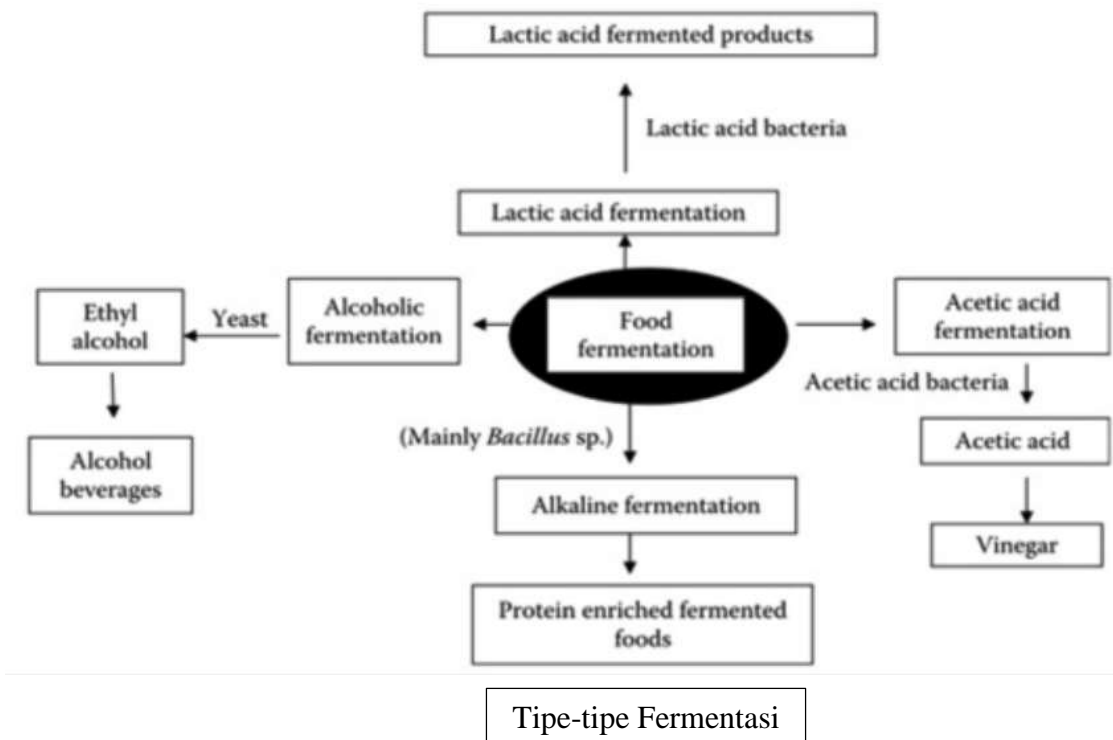 Lactic acid fermented products
Lactic acid bacteria
Lactic acid fermentation
Ethyl
alcohol
Yeast
Alcoholic
fermentation
Food
fermentation
Acetic acid
fermentation
Acetic acid bacteria
(Mainly Bacillus sp.)
Acetic acid
Alcohol
beverages
Alkaline fermentation
Vinegar
Protein enriched fermented
foods
Tipe-tipe Fermentasi